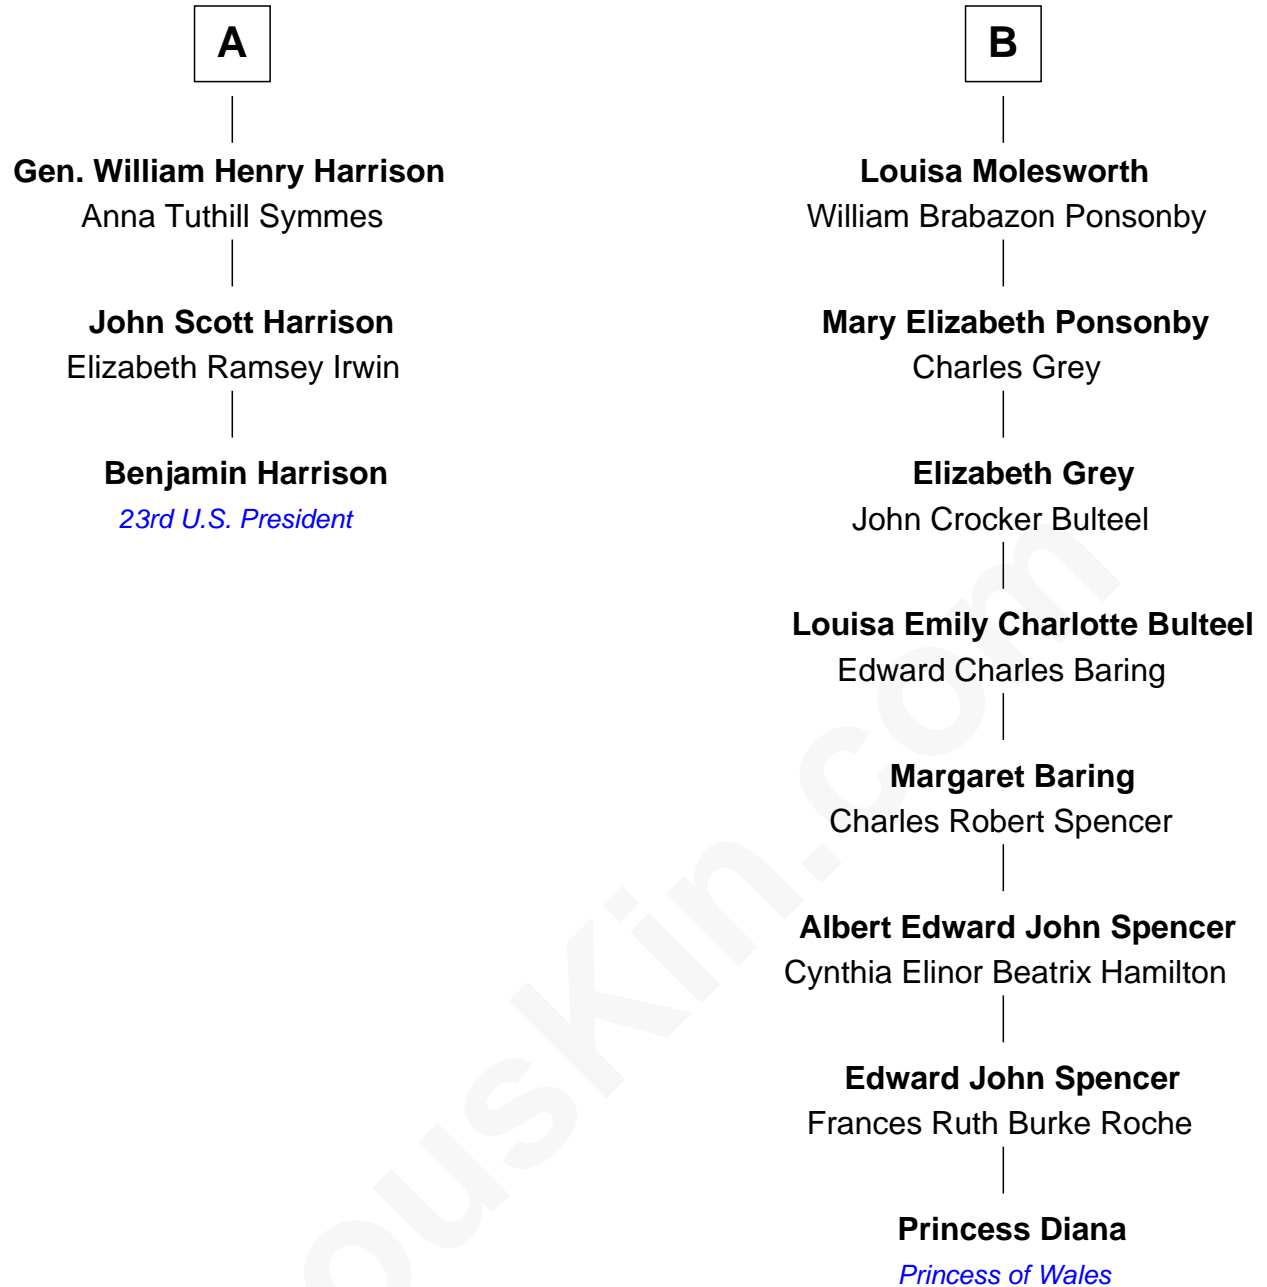 A
Gen. William Henry Harrison
Anna Tuthill Symmes
John Scott Harrison
Elizabeth Ramsey Irwin
Benjamin Harrison
23rd U.S. President
B
Louisa Molesworth
William Brabazon Ponsonby
Mary Elizabeth Ponsonby
Charles Grey
Elizabeth Grey
John Crocker Bulteel
Louisa Emily Charlotte Bulteel
Edward Charles Baring
Margaret Baring
Charles Robert Spencer
Albert Edward John Spencer
Cynthia Elinor Beatrix Hamilton
Edward John Spencer
Frances Ruth Burke Roche
Princess Diana
Princess of Wales
ousKin.com